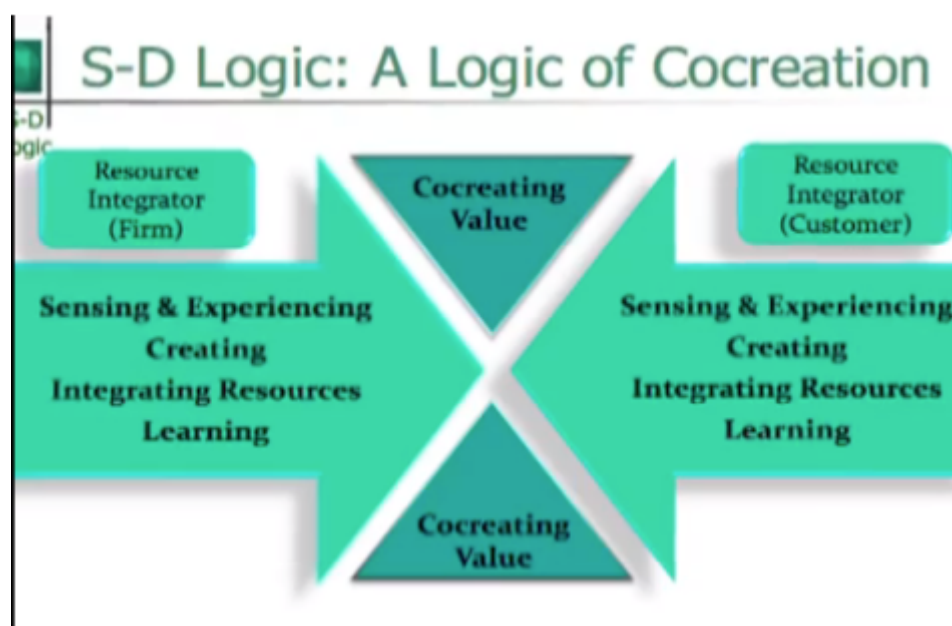 S-D Logic: A Logic of Cocreation
S-D
ogic
Resource
Integrator
(Firm)
Cocreating
Value
Resource
Integrator
(Customer)
Sensing & Experiencing
Creating
Integrating Resources
Learning
Sensing & Experiencing
Creating
Integrating Resources
Learning
Cocreating
Value